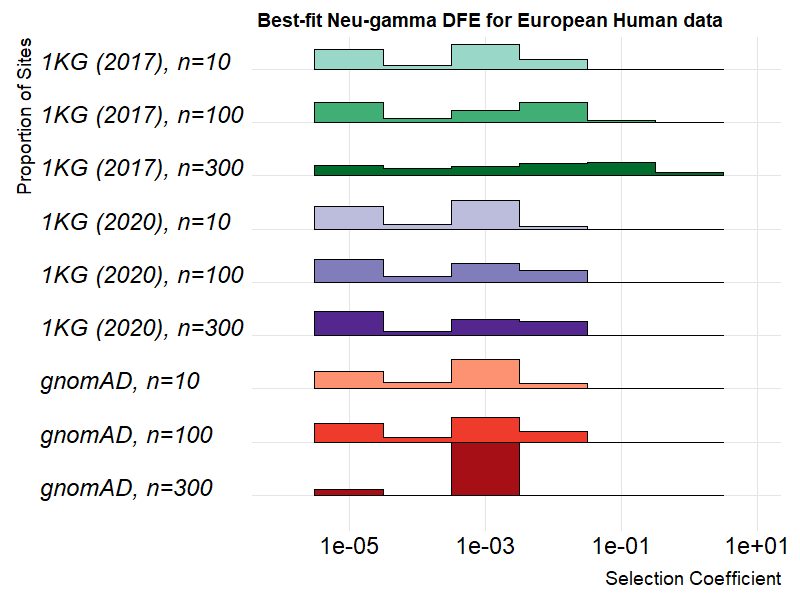 Best-fit Neu-gamma DFE for European Human data
Proportion of Sites
1KG (2017), n=10
1KG (2017), n=100
1KG (2017), n=300
1KG (2020), n=10
1KG (2020), n=100
1KG (2020), n=300
gnomAD, n=10
gnomAD, n=100
gnomAD, n=300
1e-05 1e-03 1e-01 1e+01
Selection Coefficient